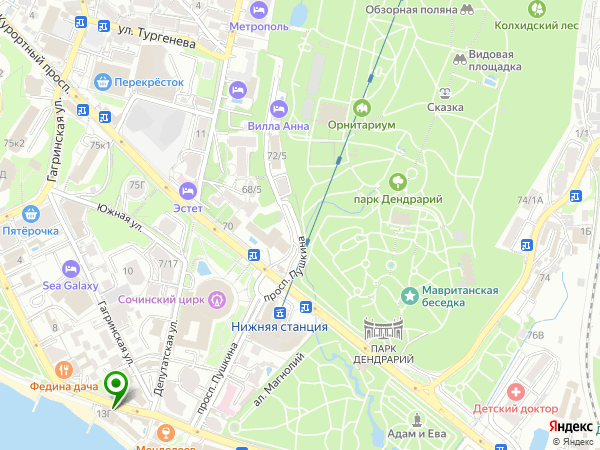 Обзорная поляна
Колхидский лес
Метрополь
ул. Тургенева
Курортный просп.
Видовая
площадка
Перекрёсток
Сказка
Гагринская ул.
Вилла Анна
Орнитариум
11
1/1
75к2
75к1
72/5
75Г
68/5
Эстет
парк Дендрарий
74/1А
Южная ул.
Пятёрочка
70
1Б
просп. Пушкина
7/17
10
Sea Galaxy
74
Сочинский цирк
Мавританская
беседка
Нижняя станция
8
Гагринская ул.
Депутатская ул.
просп. Пушкина
76В
ПАРК
ДЕНДРАРИЙ
ал. Магнолий
Федина дача
13Г
Детский доктор
Адам и Ева
Яндекс